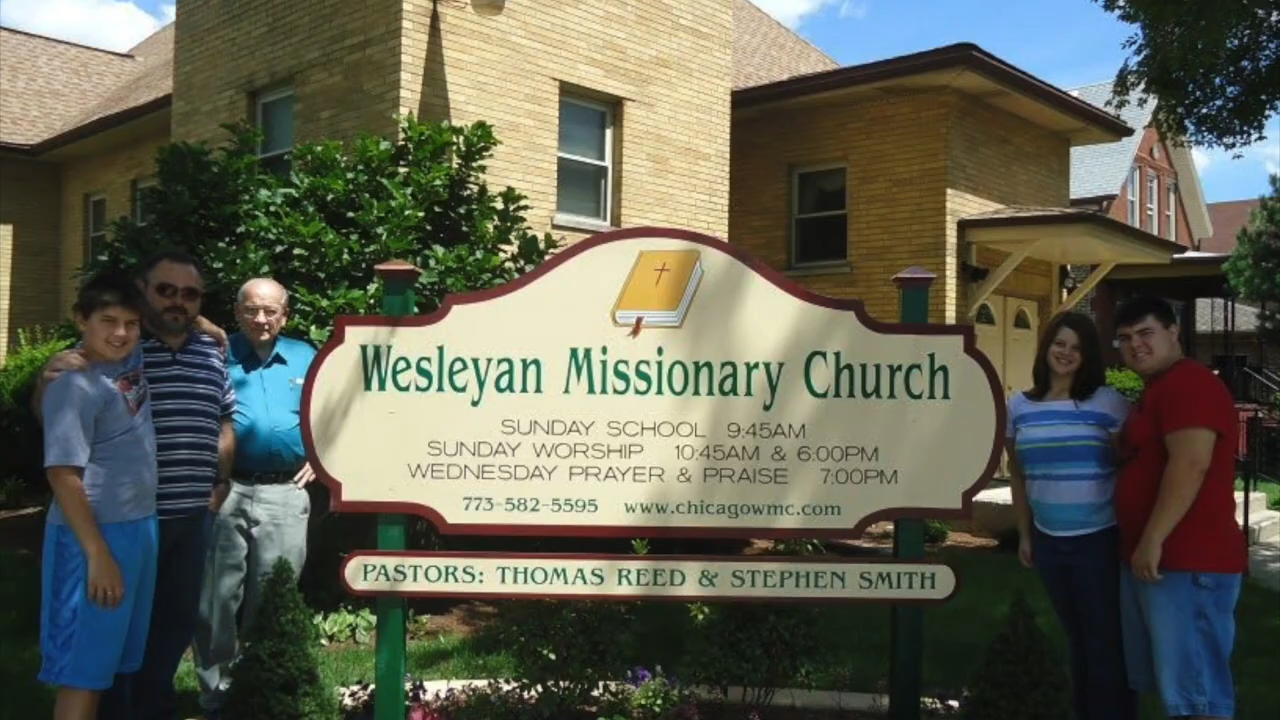 Wesleyan Missionary Church
SUNDAY SCHOOL 9:45AM
SUNDAY WORSHIP 10:45AM & 6:00PM
WEDNESDAY PRAYER & PRAISE 7:00PM
773-582-5595 www.chicagowmc.com
PASTORS: THOMAS REED & STEPHEN SMITH